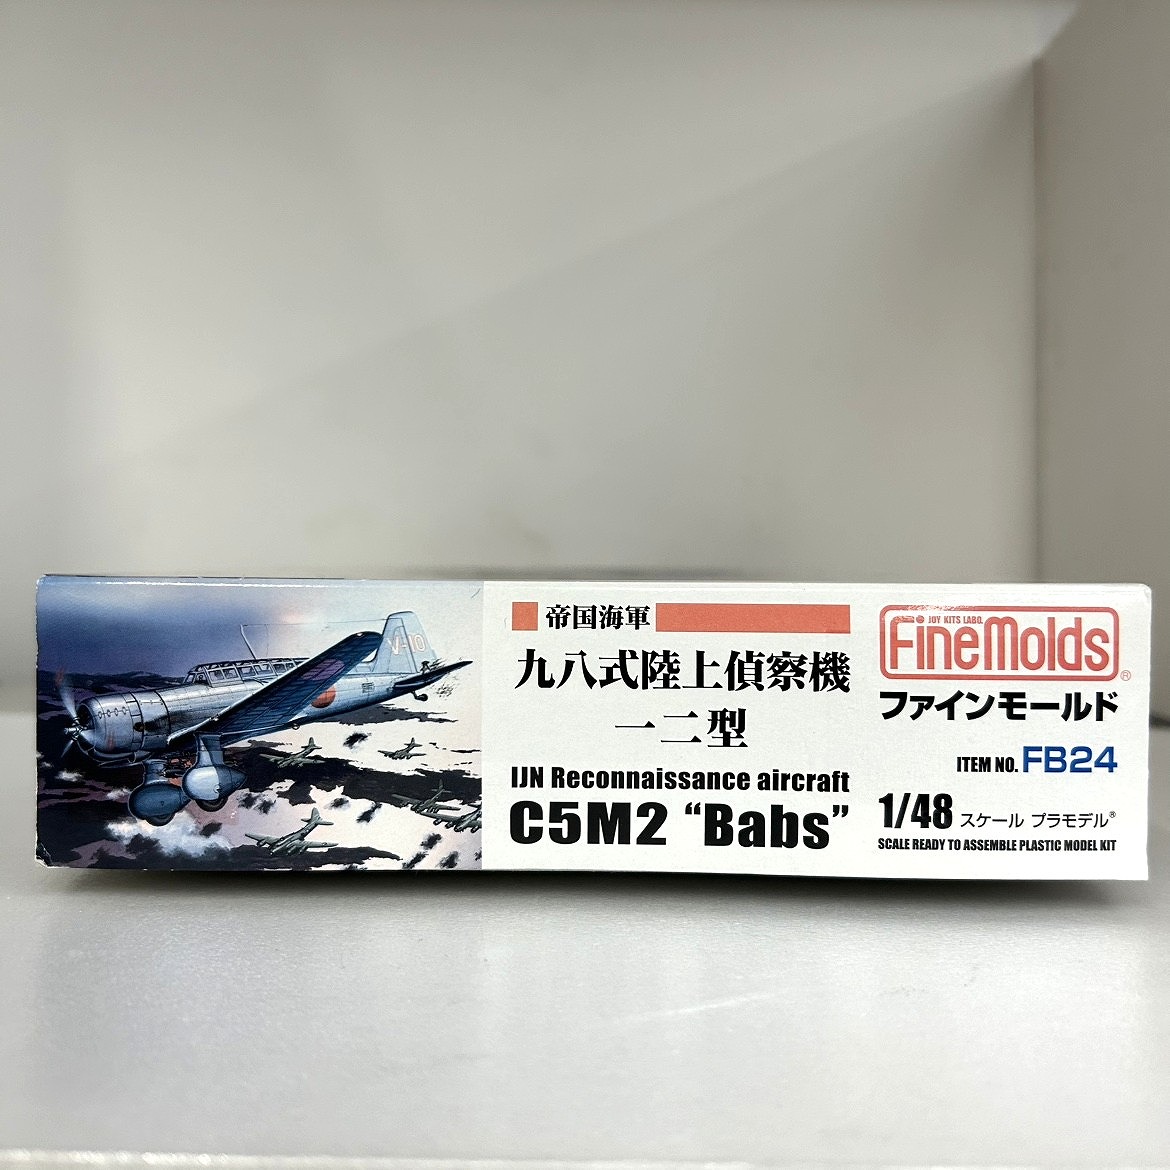 V-10
帝国海軍
九八式陸上偵察機
一二型
IJN Reconnaissance aircraft
C5M2 “Babs”
JOY KITS LABO.
FineMolds®
ファインモールド
ITEM NO. FB24
1/48 スケール プラモデル®
SCALE READY TO ASSEMBLE PLASTIC MODEL KIT